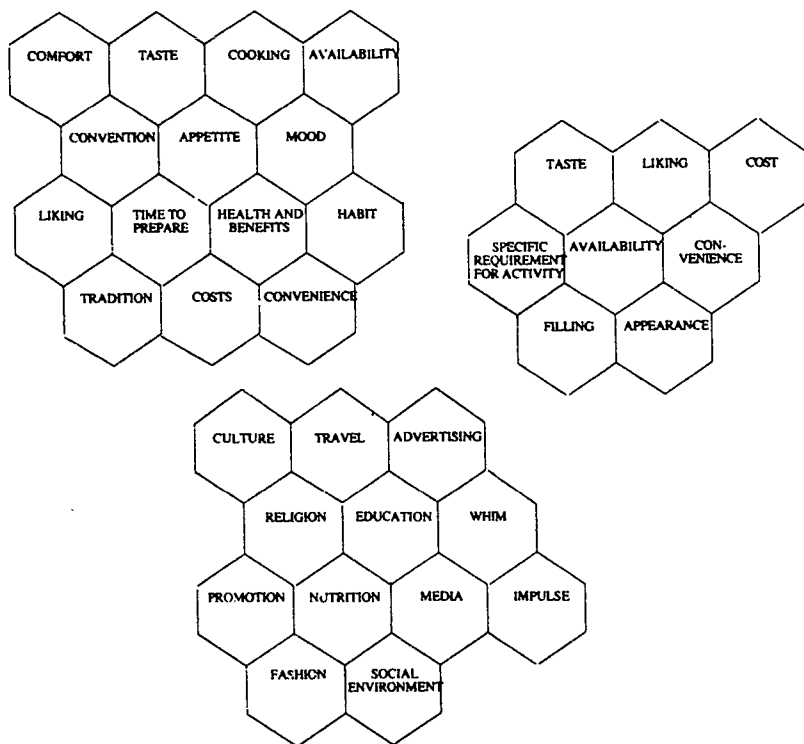 COMFORT TASTE COOKING AVAILABILITY
CONVENTION APPETITE MOOD
LIKING TIME TO PREPARE HEALTH AND BENEFITS HABIT
TRADITION COSTS CONVENIENCE
TASTE LIKING COST
SPECIFIC REQUIREMENT FOR ACTIVITY AVAILABILITY CON-VENIENCE
FILLING APPEARANCE
CULTURE TRAVEL ADVERTISING
RELIGION EDUCATION WHIM
PROMOTION NUTRITION MEDIA IMPULSE
FASHION SOCIAL ENVIRONMENT